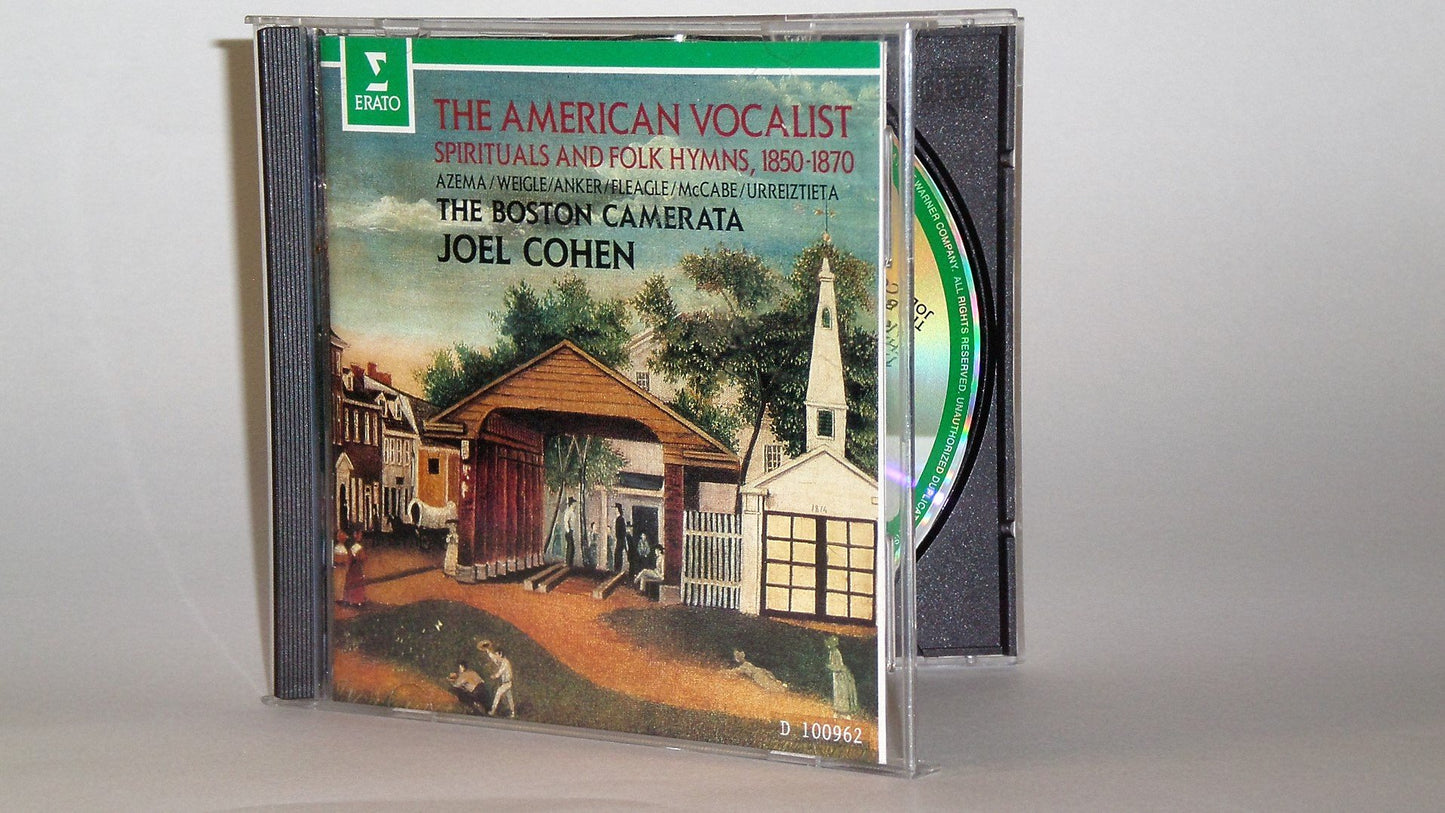 Σ
ERATO
THE AMERICAN VOCALIST
SPIRITUALS AND FOLK HYMNS, 1850-1870
AZEMA/WEIGLE/ANKER/FLEAGLE/McCABE/URREIZTIETA
THE BOSTON CAMERATA
JOEL COHEN
1814
D 100962
WARNER COMPANY. ALL RIGHTS RESERVED. UNAUTHORIZED DUPLICAT